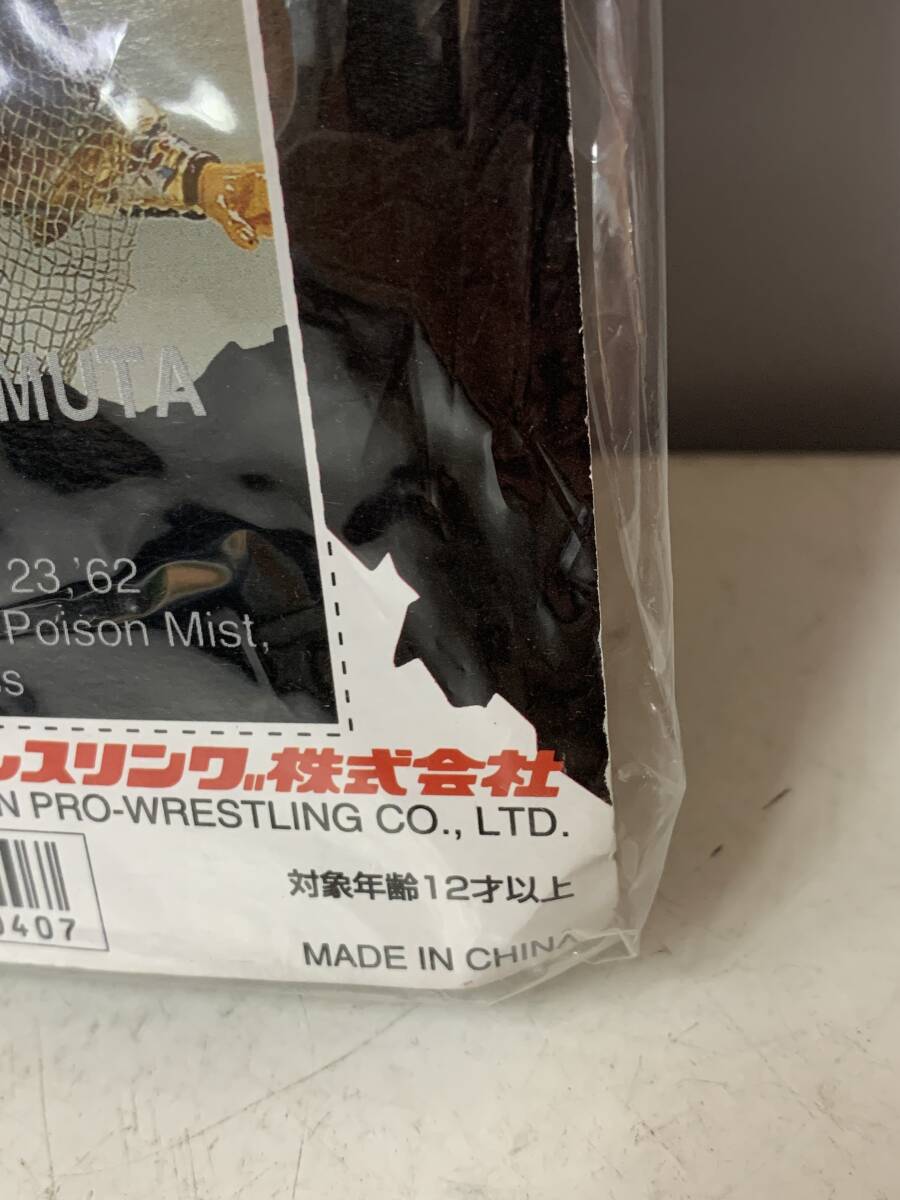 MUTA
23,'62
Poison Mist,
ss
レスリング株式会社
N PRO-WRESTLING CO., LTD.
0407
対象年齢12才以上
MADE IN CHINA